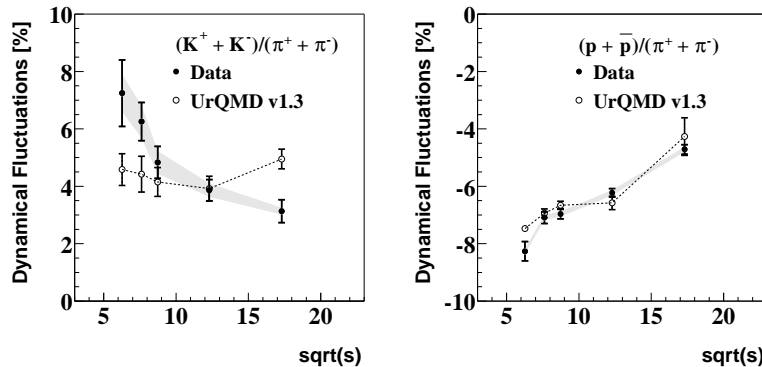 Dynamical Fluctuations [%]
10
8
6
4
2
0
(K⁺ + K⁻)/(π⁺ + π⁻)
Data
UrQMD v1.3
5 10 15 20
sqrt(s)
Dynamical Fluctuations [%]
0
-2
-4
-6
-8
-10
(p + p̅)/(π⁺ + π⁻)
Data
UrQMD v1.3
5 10 15 20
sqrt(s)